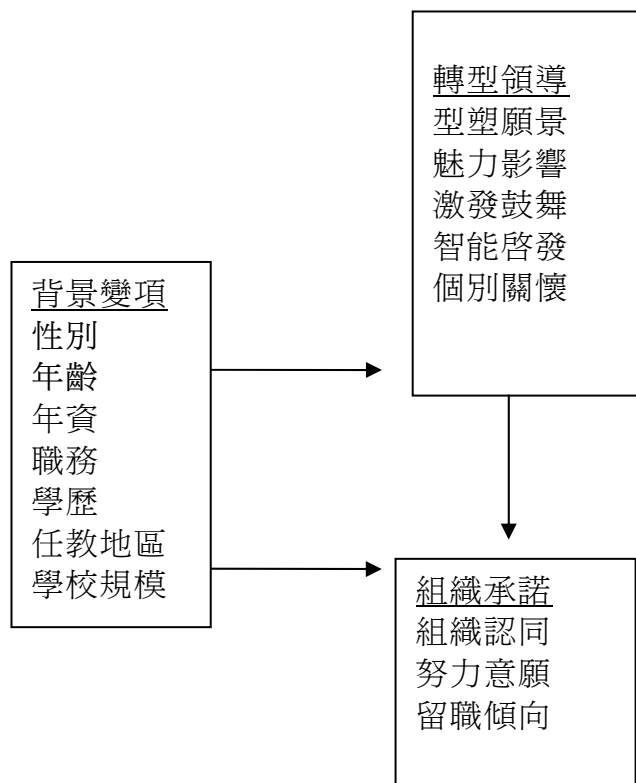 轉型領導
型塑願景
魅力影響
激發鼓舞
智能啓發
個別關懷
背景變項
性別
年齡
年資
職務
學歷
任教地區
學校規模
組織承諾
組織認同
努力意願
留職傾向